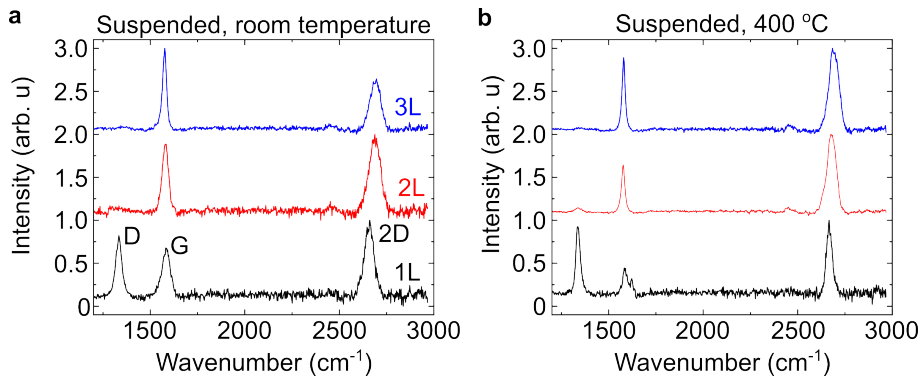 a
Suspended, room temperature
Intensity (arb. u)
3.0
2.5
2.0
1.5
1.0
0.5
0
3L
2L
2D
D
G
1L
1500
2000
2500
3000
Wavenumber (cm⁻¹)
b
Suspended, 400 ºC
Intensity (arb. u)
3.0
2.5
2.0
1.5
1.0
0.5
0
1500
2000
2500
3000
Wavenumber (cm⁻¹)